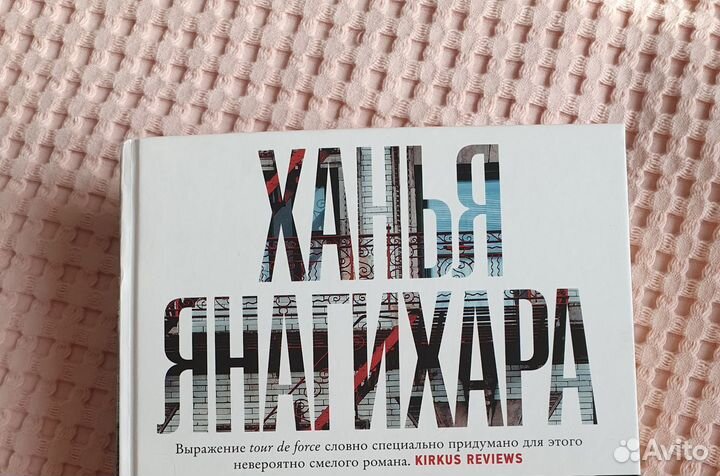 ХАНЬЯ
ЯНАГИХАРА
Выражение tour de force словно специально придумано для этого
невероятно смелого романа. KIRKUS REVIEWS
Avito